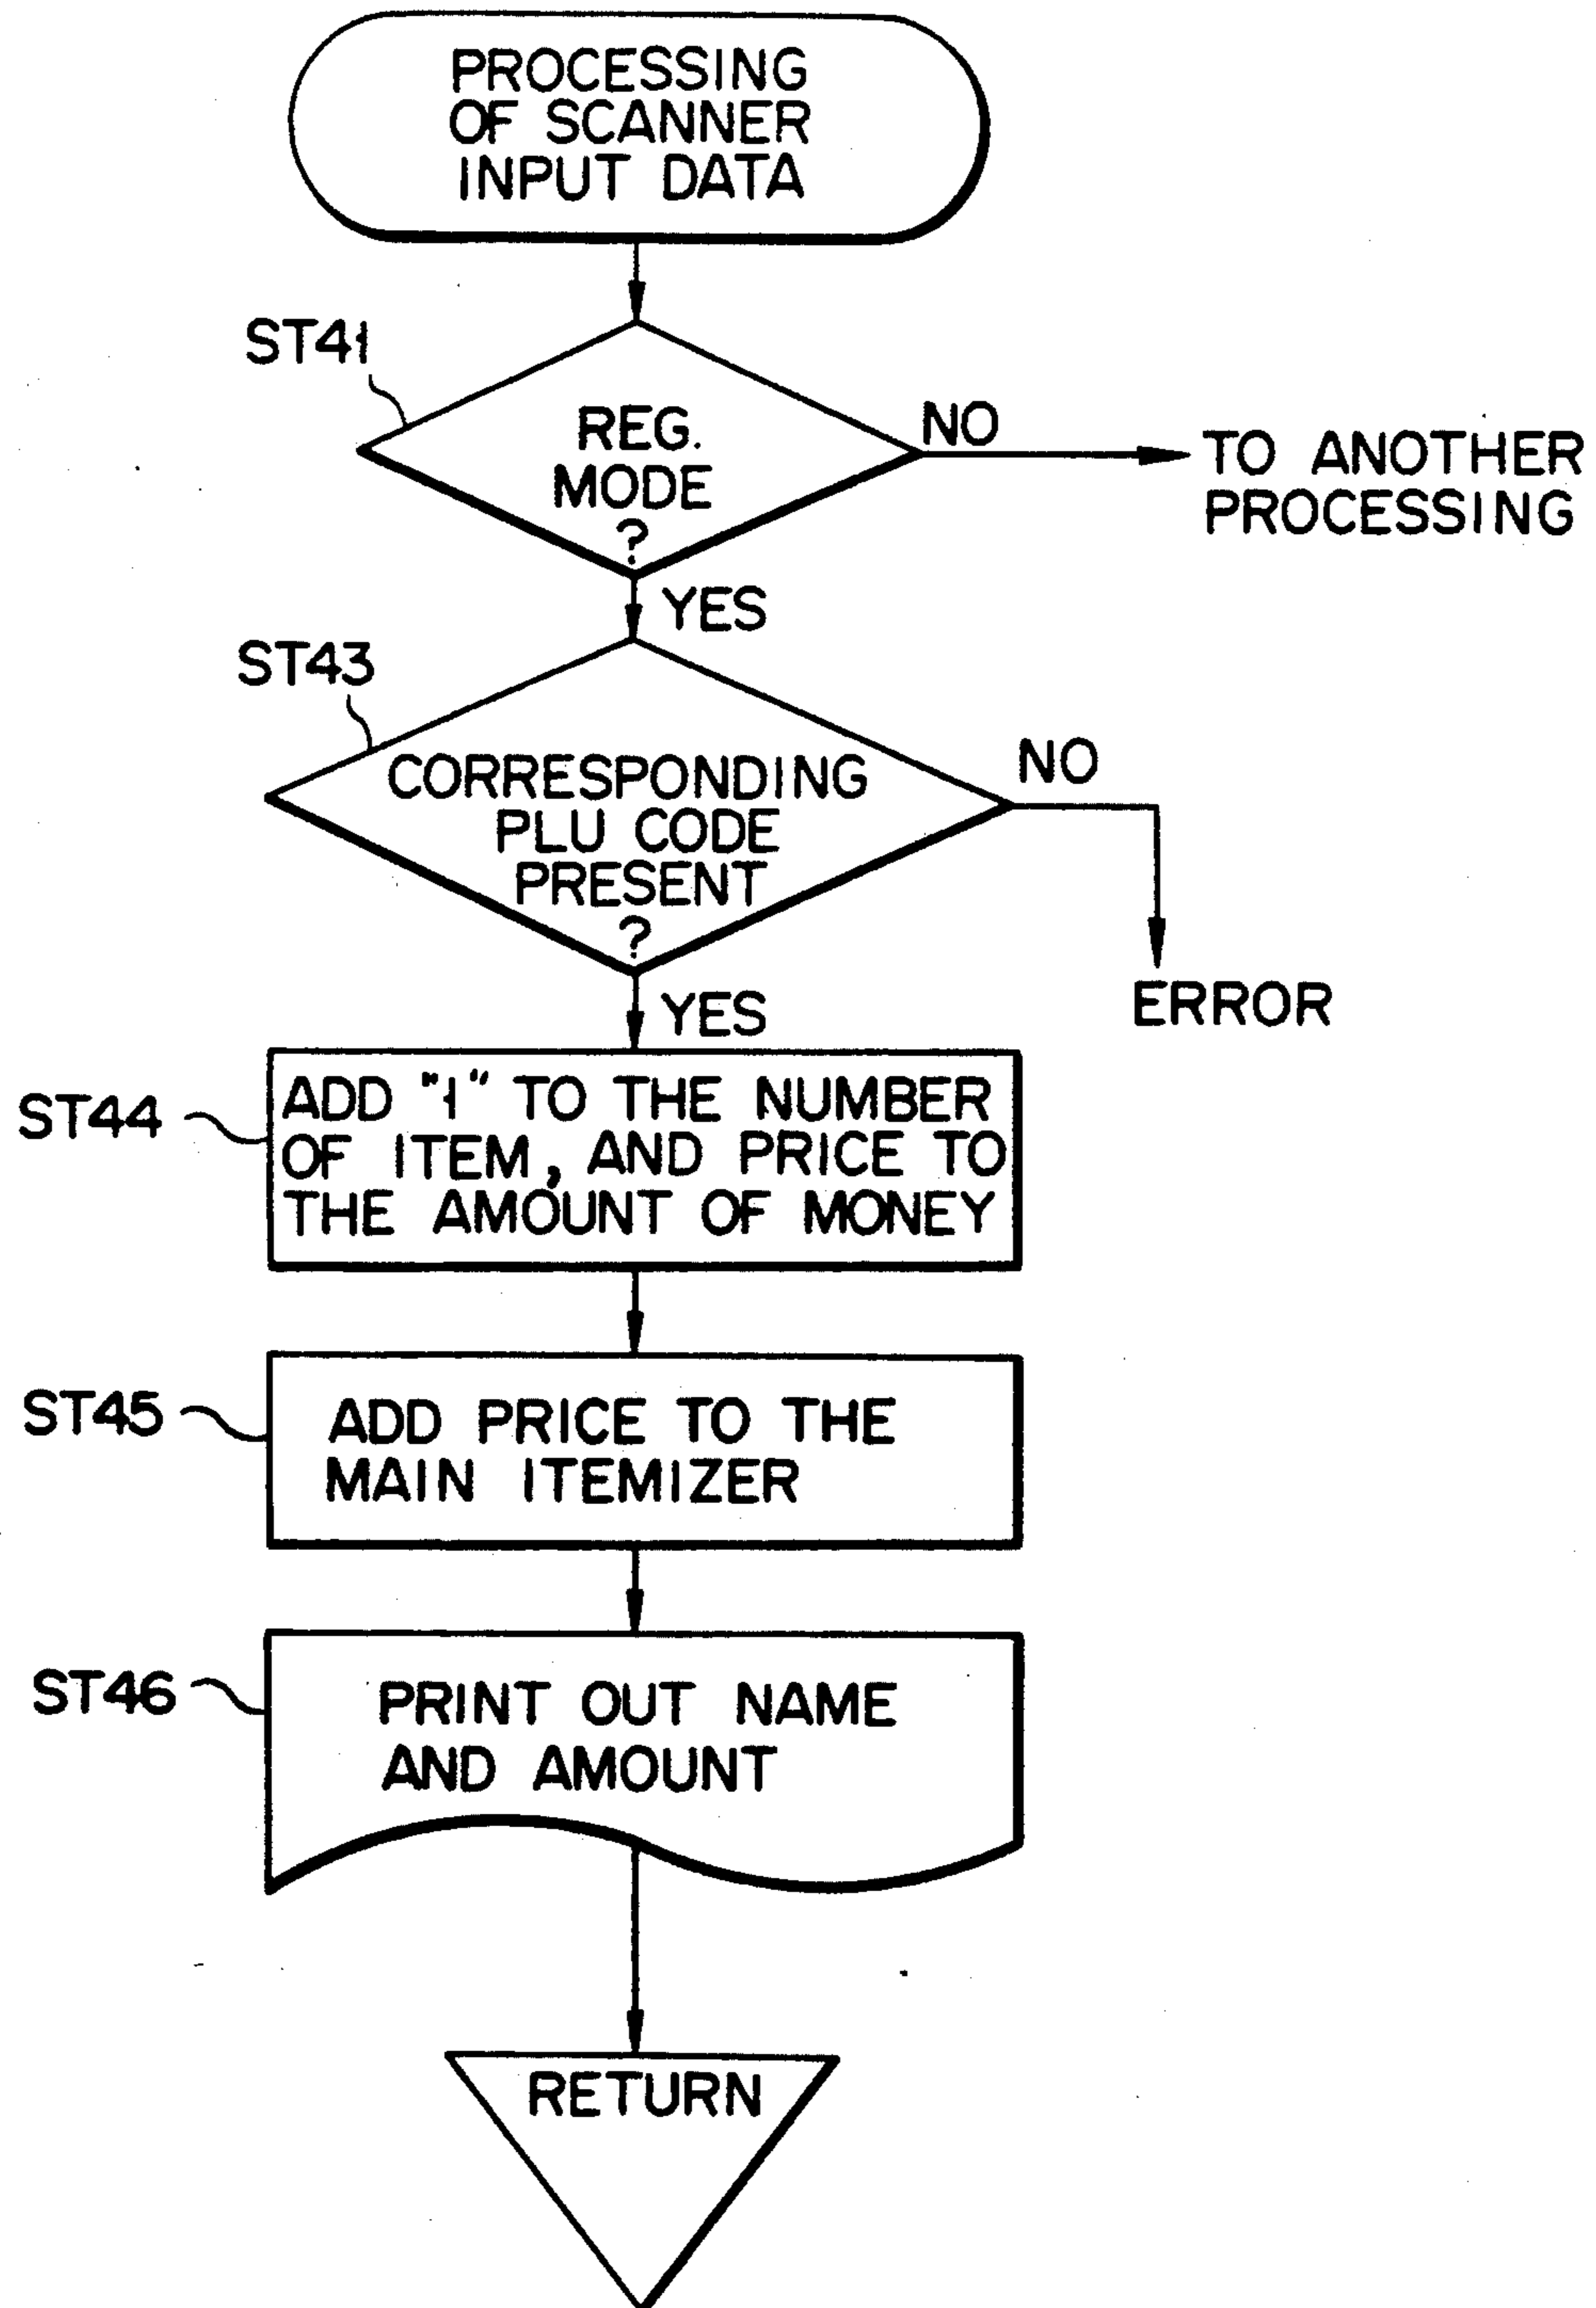 PROCESSING
OF SCANNER
INPUT DATA
ST41
REG.
MODE
?
NO
TO ANOTHER
PROCESSING
YES
ST43
CORRESPONDING
PLU CODE
PRESENT
?
NO
ERROR
YES
ST44
ADD "1" TO THE NUMBER
OF ITEM, AND PRICE TO
THE AMOUNT OF MONEY
ST45
ADD PRICE TO THE
MAIN ITEMIZER
ST46
PRINT OUT NAME
AND AMOUNT
RETURN